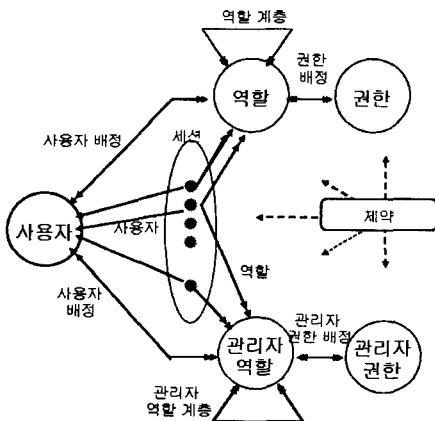 역할 계층
역할
권한
배정
권한
사용자 배정
세션
사용자
사용자
제약
역할
사용자
배정
관리자
역할
관리자
권한 배정
관리자
권한
관리자
역할 계층